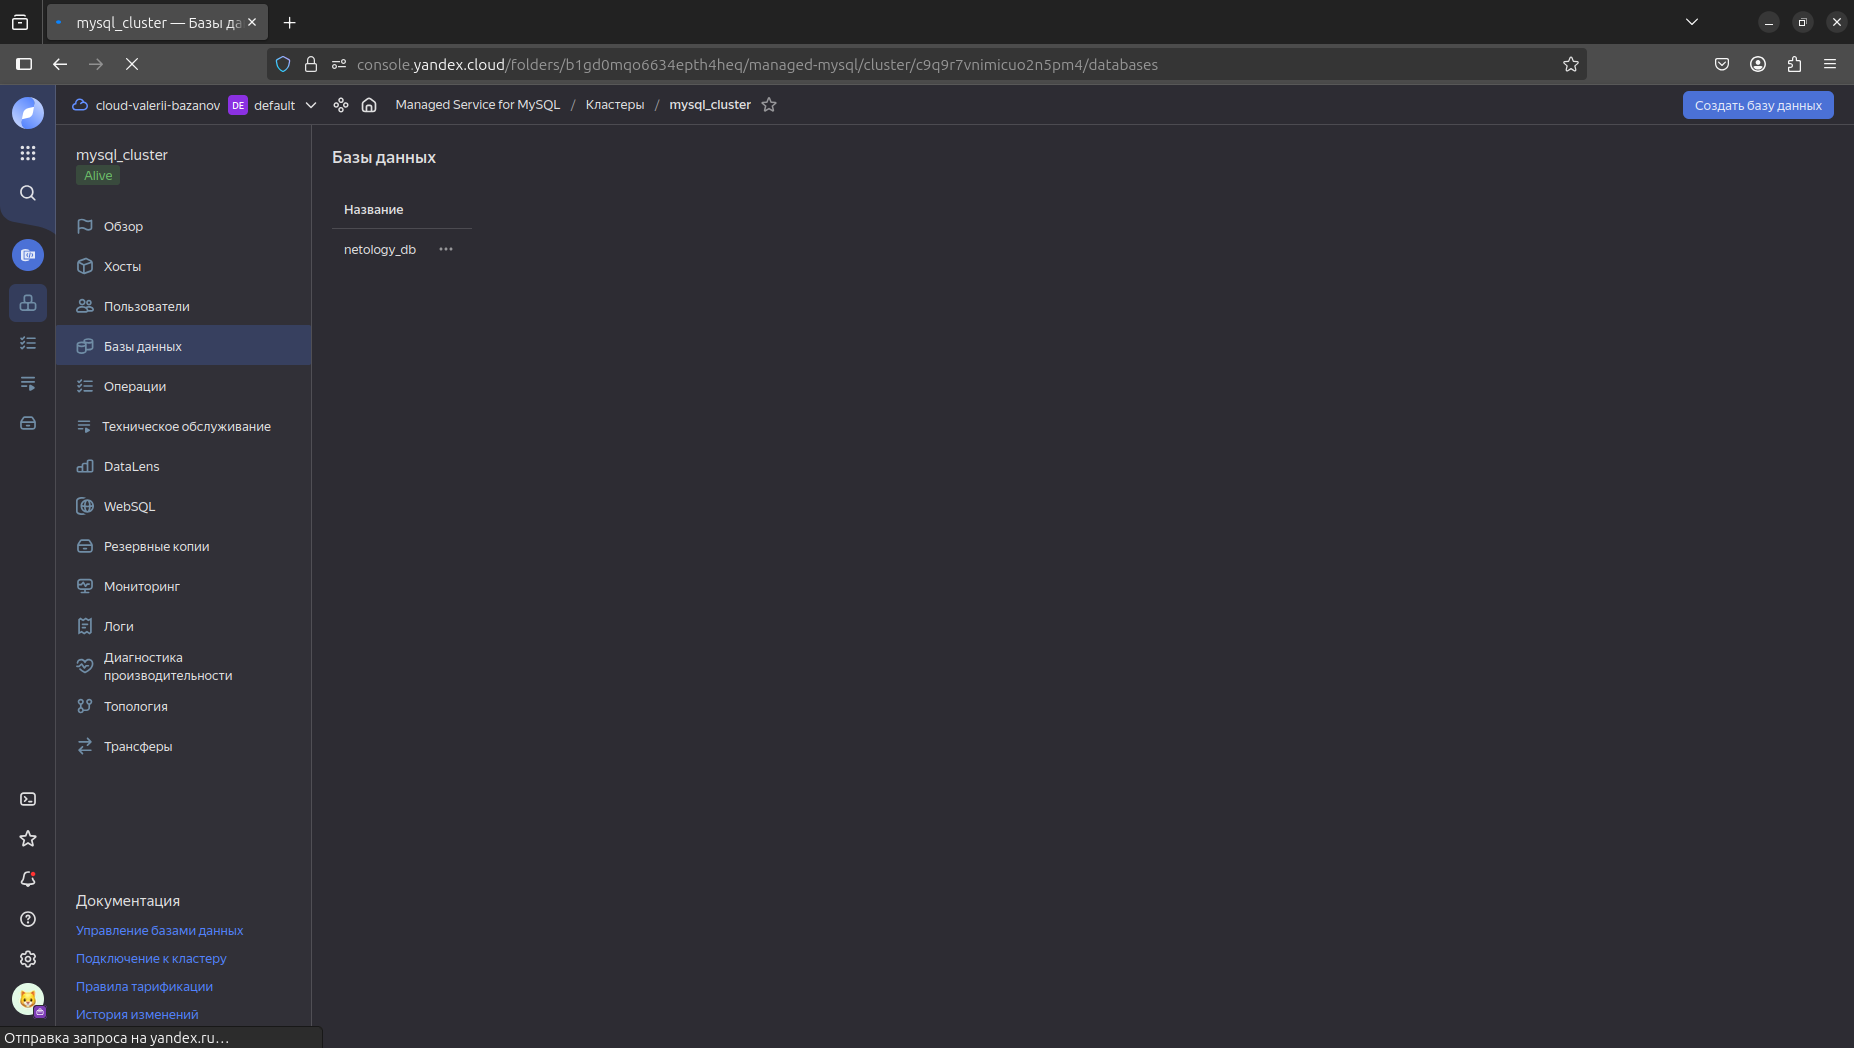 mysql_cluster — Базы да
console.yandex.cloud/folders/b1gd0mqo6634epth4heq/managed-mysql/cluster/c9q9r7vnimicuo2n5pm4/databases
cloud-valerii-bazanov DE default Managed Service for MySQL / Кластеры / mysql_cluster Создать базу данных
mysql_cluster
Alive
Обзор
Хосты
Пользователи
Базы данных
Операции
Техническое обслуживание
DataLens
WebSQL
Резервные копии
Мониторинг
Логи
Диагностика
производительности
Топология
Трансферы
Документация
Управление базами данных
Подключение к кластеру
Правила тарификации
История изменений
Базы данных
Название
netology_db
Отправка запроса на yandex.ru…